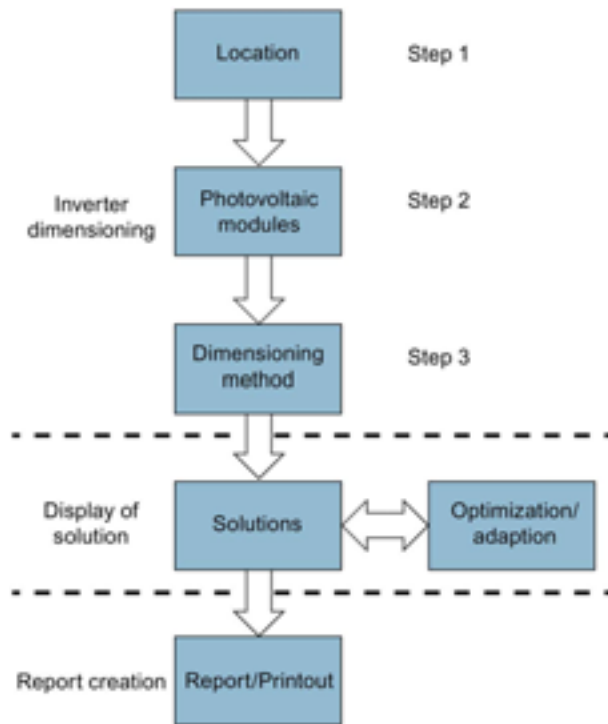 Location
Step 1
Inverter
dimensioning
Photovoltaic
modules
Step 2
Dimensioning
method
Step 3
Display of
solution
Solutions
Optimization/
adaption
Report creation
Report/Printout